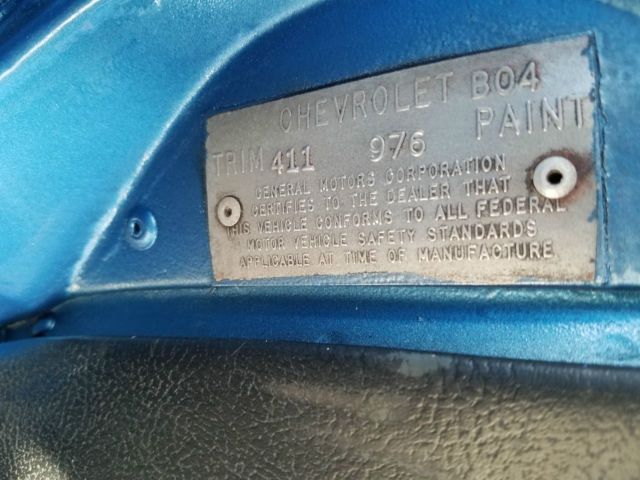 CHEVROLET B04
TRIM 411 976 PAINT
GENERAL MOTORS CORPORATION
CERTIFIES TO THE DEALER THAT
THIS VEHICLE CONFORMS TO ALL FEDERAL
MOTOR VEHICLE SAFETY STANDARDS
APPLICABLE AT TIME OF MANUFACTURE